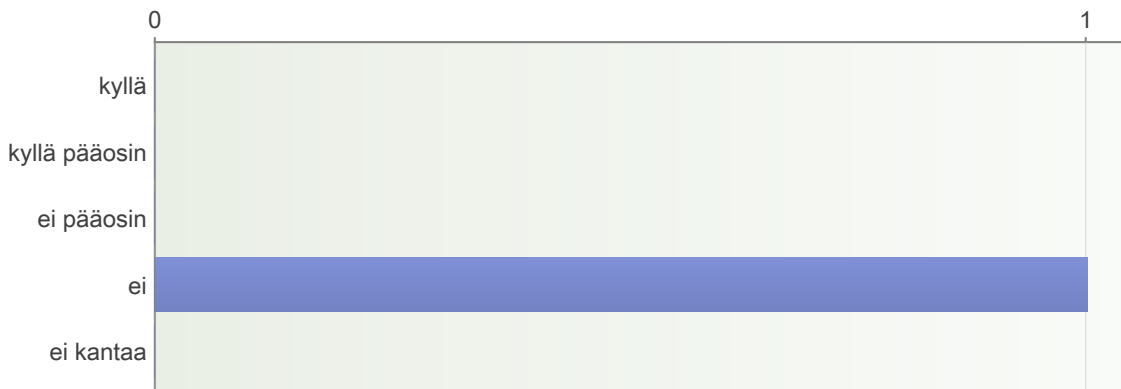 0 1
kyllä
kyllä pääosin
ei pääosin
ei
ei kantaa